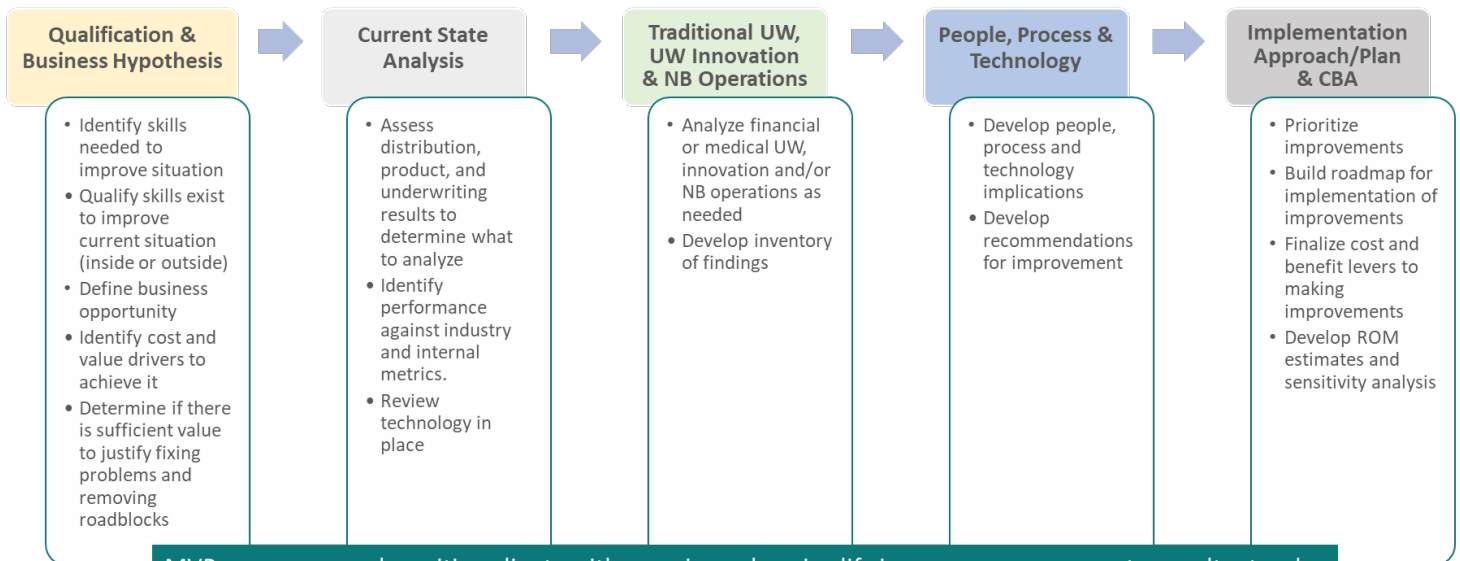 Qualification &
Business Hypothesis
• Identify skills
needed to
improve situation
• Qualify skills exist
to improve
current situation
(inside or outside)
• Define business
opportunity
• Identify cost and
value drivers to
achieve it
• Determine if there
is sufficient value
to justify fixing
problems and
removing
roadblocks
Current State
Analysis
• Assess
distribution,
product, and
underwriting
results to
determine what
to analyze
• Identify
performance
against industry
and internal
metrics.
• Review
technology in
place
Traditional UW,
UW Innovation
& NB Operations
• Analyze financial
or medical UW,
innovation and/or
NB operations as
needed
• Develop inventory
of findings
People, Process &
Technology
• Develop people,
process and
technology
implications
• Develop
recommendations
for improvement
Implementation
Approach/Plan
& CBA
• Prioritize
improvements
• Build roadmap for
implementation of
improvements
• Finalize cost and
benefit levers to
making
improvements
• Develop ROM
estimates and
sensitivity analysis